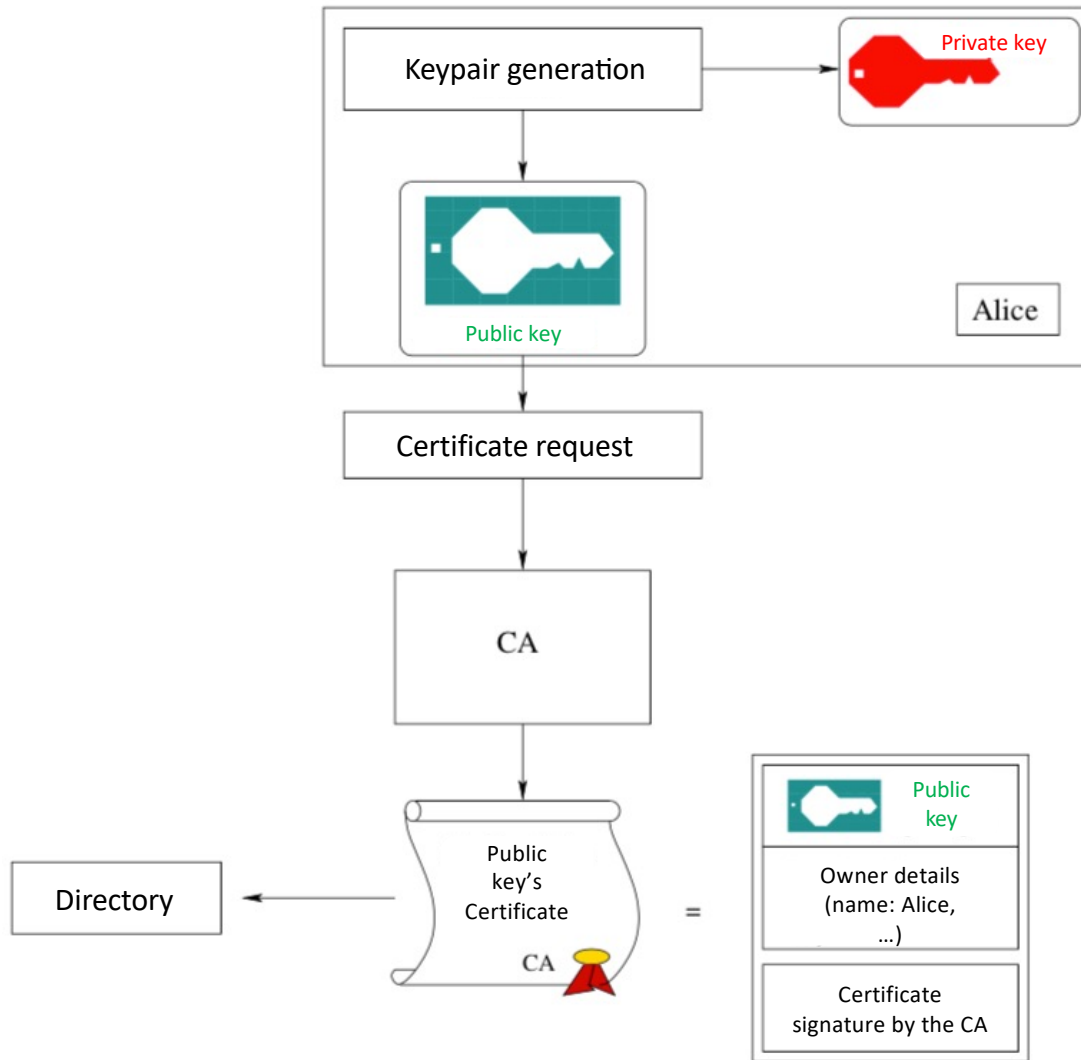 Keypair generation
Private key
Public key
Alice
Certificate request
CA
Public
key's
Certificate
CA
Directory
=
Public
key
Owner details
(name: Alice,
...)
Certificate
signature by the CA